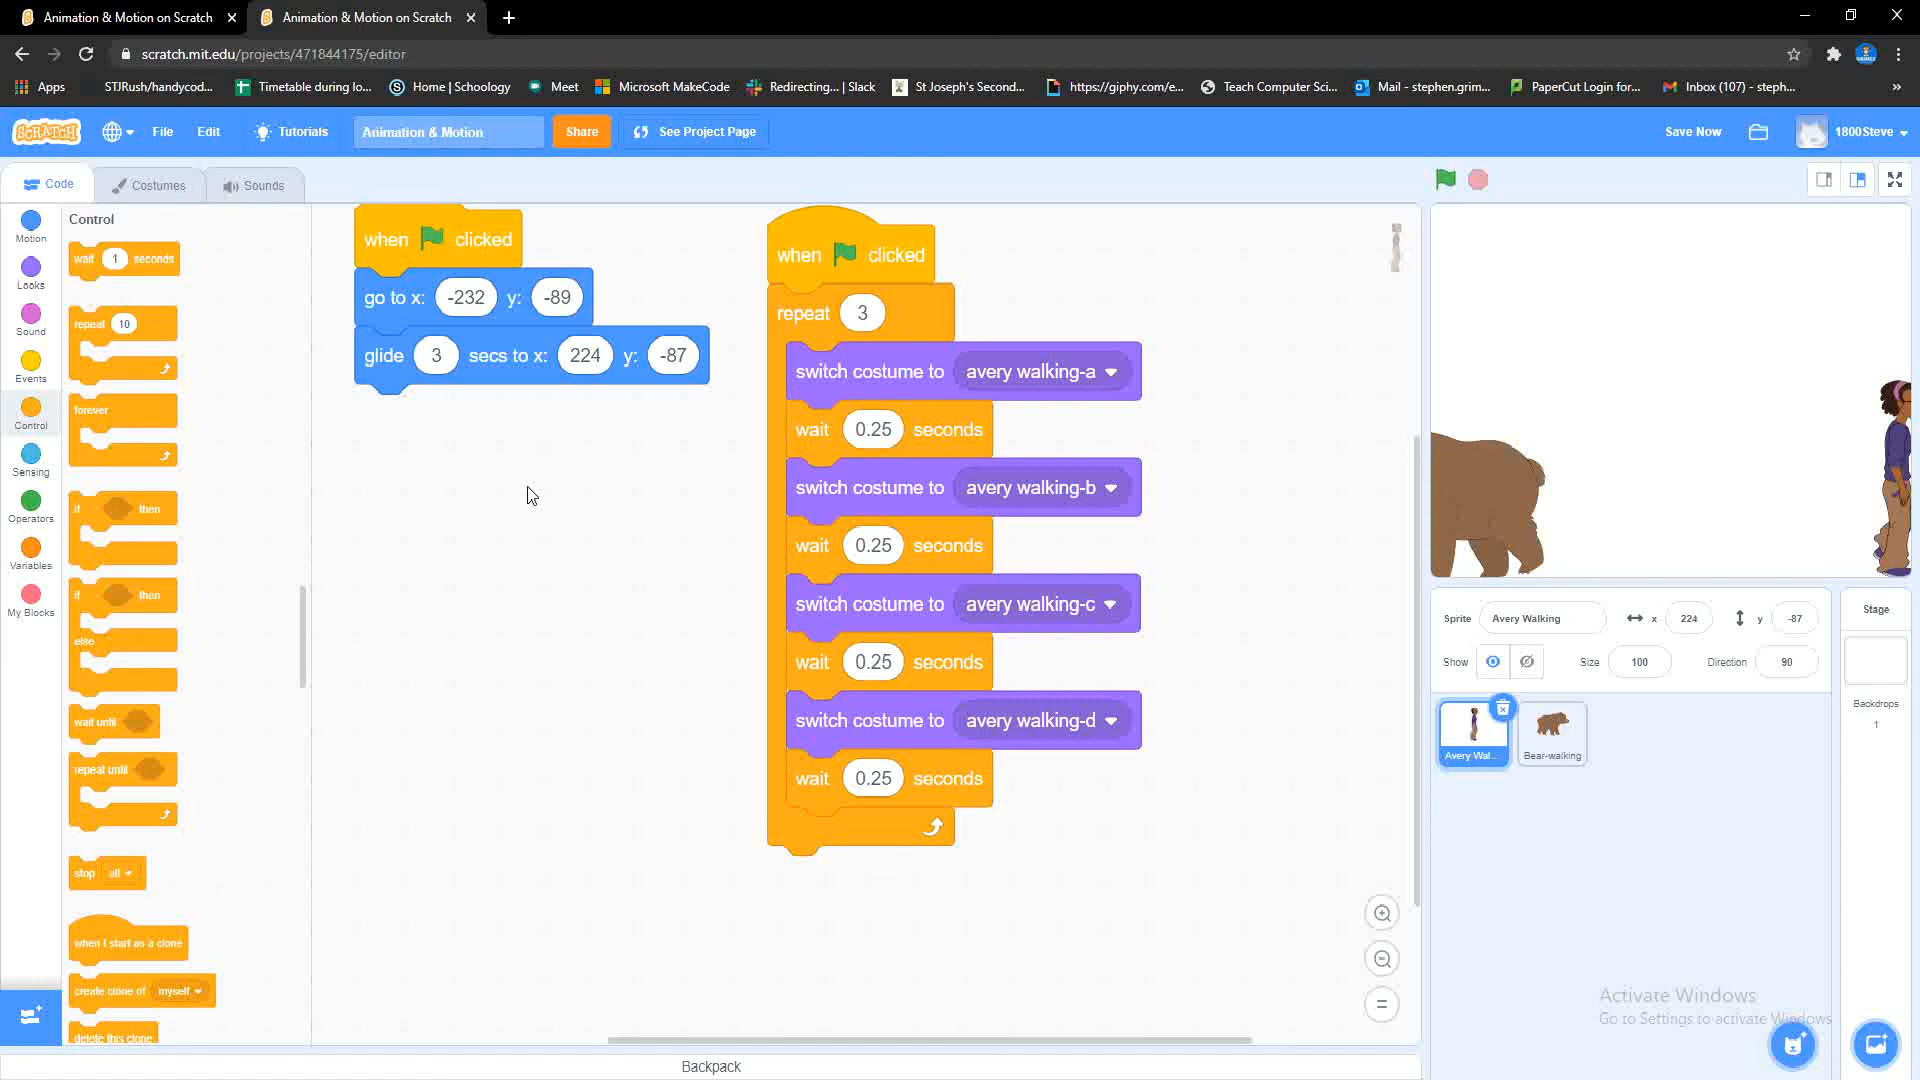 Animation & Motion on Scratch
Animation & Motion on Scratch
scratch.mit.edu/projects/471844175/editor
Apps
STJRush/handycod...
Timetable during lo...
Home | Schoology
Meet
Microsoft MakeCode
Redirecting... | Slack
St Joseph's Second...
https://giphy.com/e...
Teach Computer Sci...
Mail - stephen.grim...
PaperCut Login for...
Inbox (107) - steph...
»
SCRATCH
File
Edit
Tutorials
Animation & Motion
Share
See Project Page
Save Now
1800Steve
Code
Costumes
Sounds
Motion
Looks
Sound
Events
Control
Sensing
Operators
Variables
My Blocks
Control
wait 1 seconds
repeat 10
forever
if then
if then
else
wait until
repeat until
stop all
when I start as a clone
create clone of myself
delete this clone
when clicked
go to x: -232 y: -89
glide 3 secs to x: 224 y: -87
when clicked
repeat 3
switch costume to avery walking-a
wait 0.25 seconds
switch costume to avery walking-b
wait 0.25 seconds
switch costume to avery walking-c
wait 0.25 seconds
switch costume to avery walking-d
wait 0.25 seconds
Sprite Avery Walking x 224 y -87
Show Size 100 Direction 90
Avery Wal...
Bear-walking
Stage
Backdrops
1
Activate Windows
Go to Settings to activate Windows
Backpack